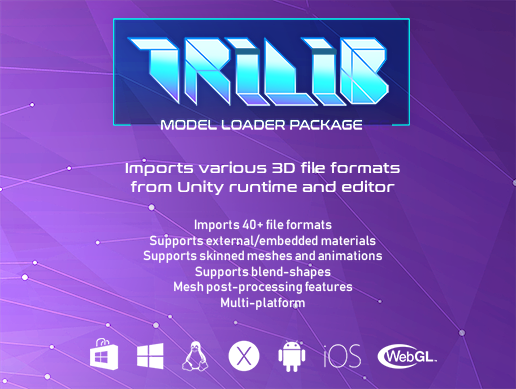 TRILIB
MODEL LOADER PACKAGE
Imports various 3D file formats
from Unity runtime and editor
Imports 40+ file formats
Supports external/embedded materials
Supports skinned meshes and animations
Supports blend-shapes
Mesh post-processing features
Multi-platform
X iOS WebGL™